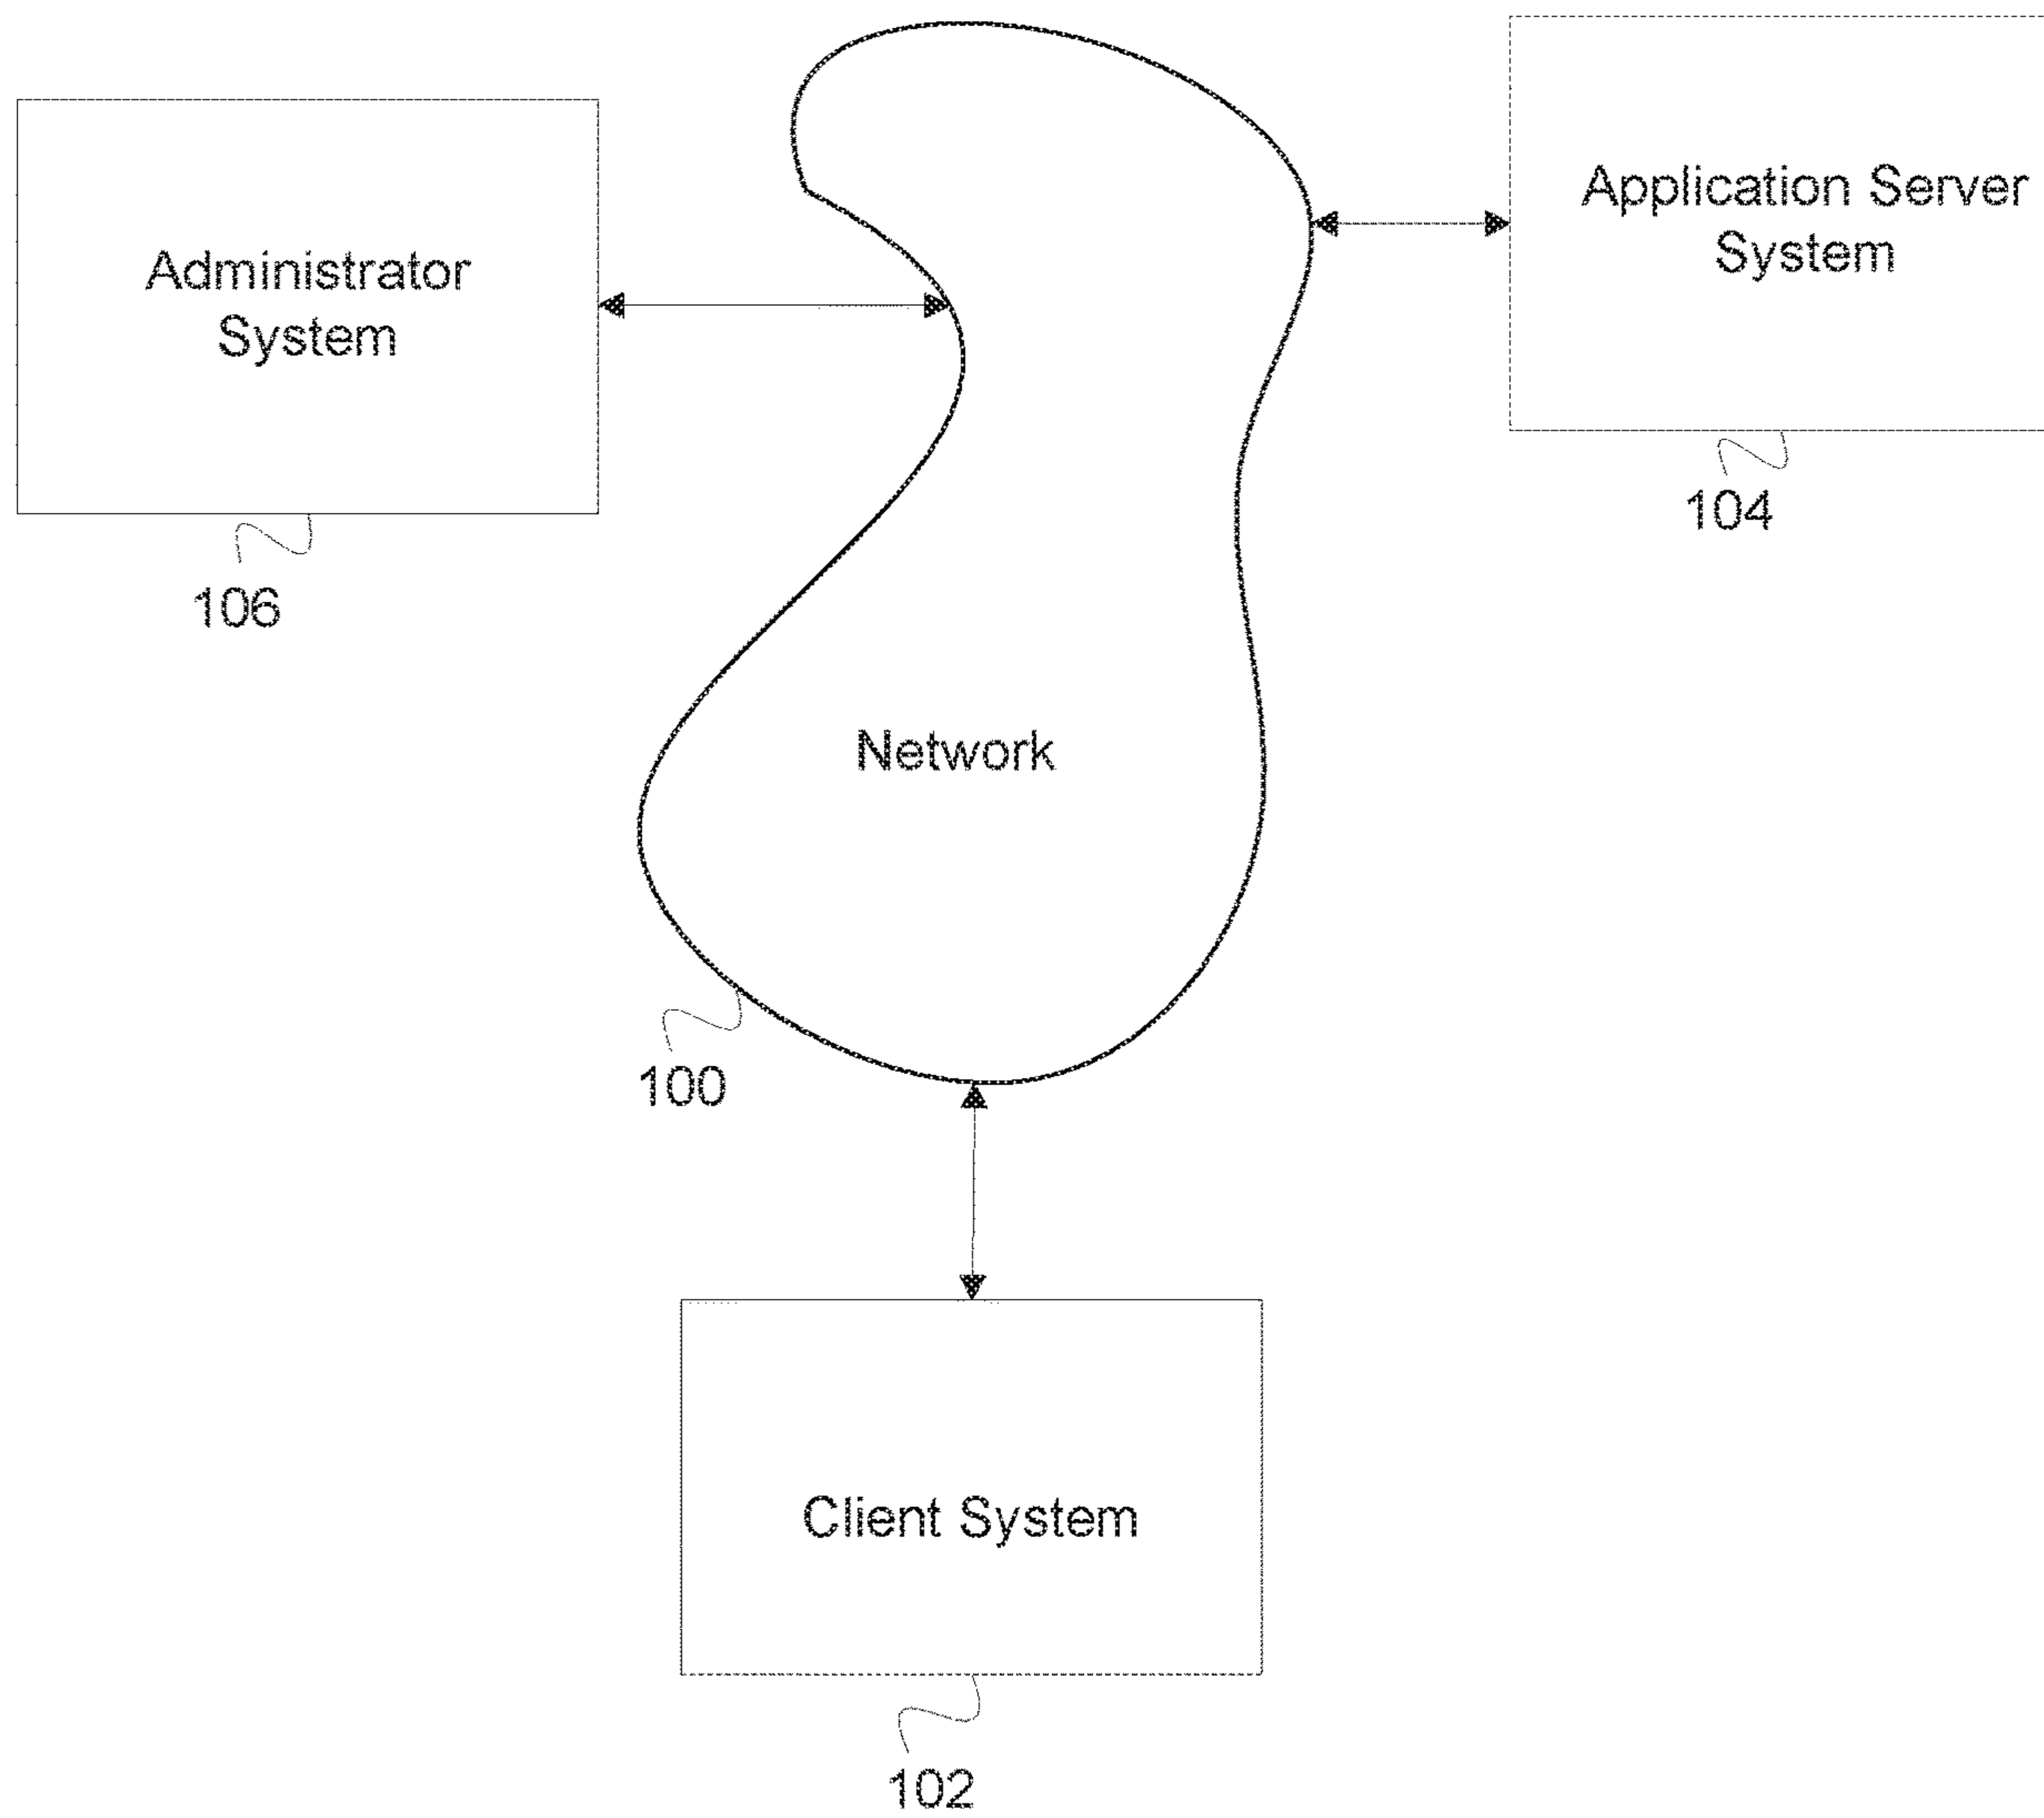 Application Server
System
104
Administrator
System
106
Network
100
Client System
102